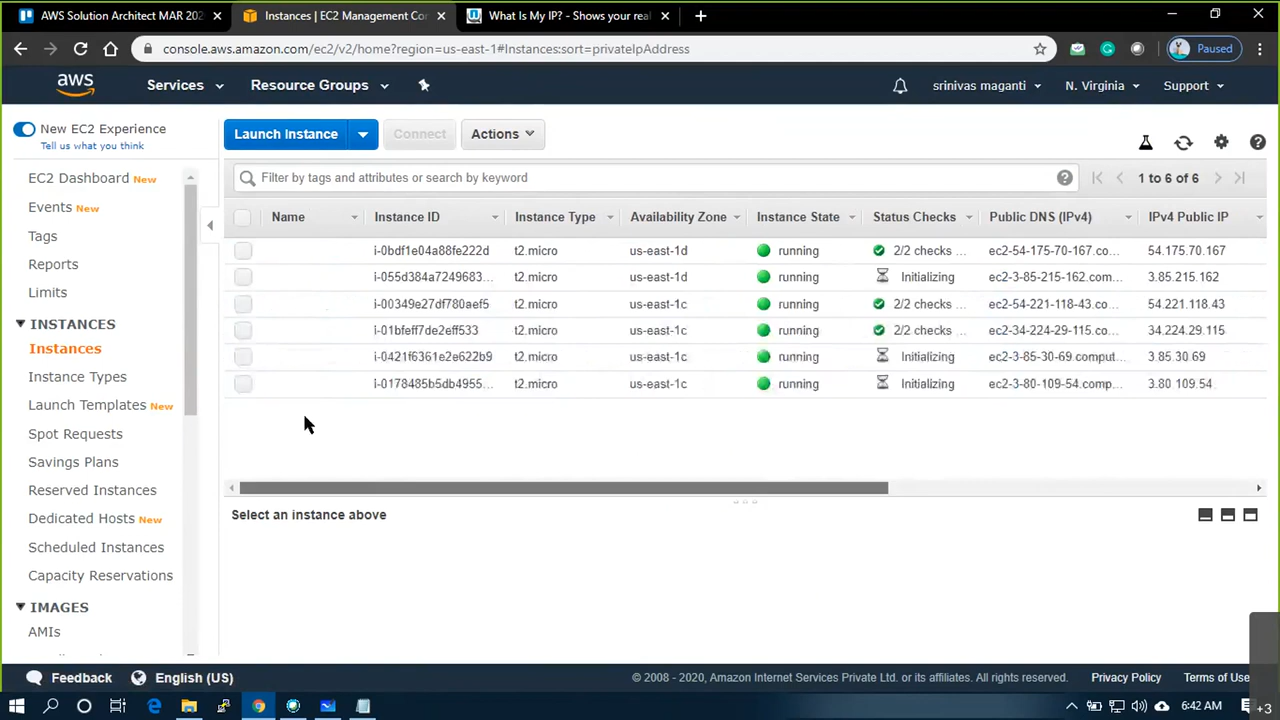 AWS Solution Architect MAR 202
Instances | EC2 Management Co
What Is My IP? - Shows your real
console.aws.amazon.com/ec2/v2/home?region=us-east-1#Instances:sort=privateIpAddress
Paused
aws
Services
Resource Groups
srinivas maganti
N. Virginia
Support
New EC2 Experience
Tell us what you think
EC2 Dashboard New
Events New
Tags
Reports
Limits
INSTANCES
Instances
Instance Types
Launch Templates New
Spot Requests
Savings Plans
Reserved Instances
Dedicated Hosts New
Scheduled Instances
Capacity Reservations
IMAGES
AMIs
Launch Instance
Connect
Actions
Filter by tags and attributes or search by keyword
1 to 6 of 6
Name Instance ID Instance Type Availability Zone Instance State Status Checks Public DNS (IPv4) IPv4 Public IP
i-0bdf1e04a88fe222d t2.micro us-east-1d running 2/2 checks ... ec2-54-175-70-167.co... 54.175.70.167
i-055d384a7249683... t2.micro us-east-1d running Initializing ec2-3-85-215-162.com... 3.85.215.162
i-00349e27df780aef5 t2.micro us-east-1c running 2/2 checks ... ec2-54-221-118-43.co... 54.221.118.43
i-01bfeff7de2eff533 t2.micro us-east-1c running 2/2 checks ... ec2-34-224-29-115.co... 34.224.29.115
i-0421f6361e2e622b9 t2.micro us-east-1c running Initializing ec2-3-85-30-69.comput... 3.85.30.69
i-0178485b5db4955... t2.micro us-east-1c running Initializing ec2-3-80-109-54.comp... 3.80.109.54
Select an instance above
Feedback
English (US)
© 2008 - 2020, Amazon Internet Services Private Ltd. or its affiliates. All rights reserved.
Privacy Policy
Terms of Use
6:42 AM
+3